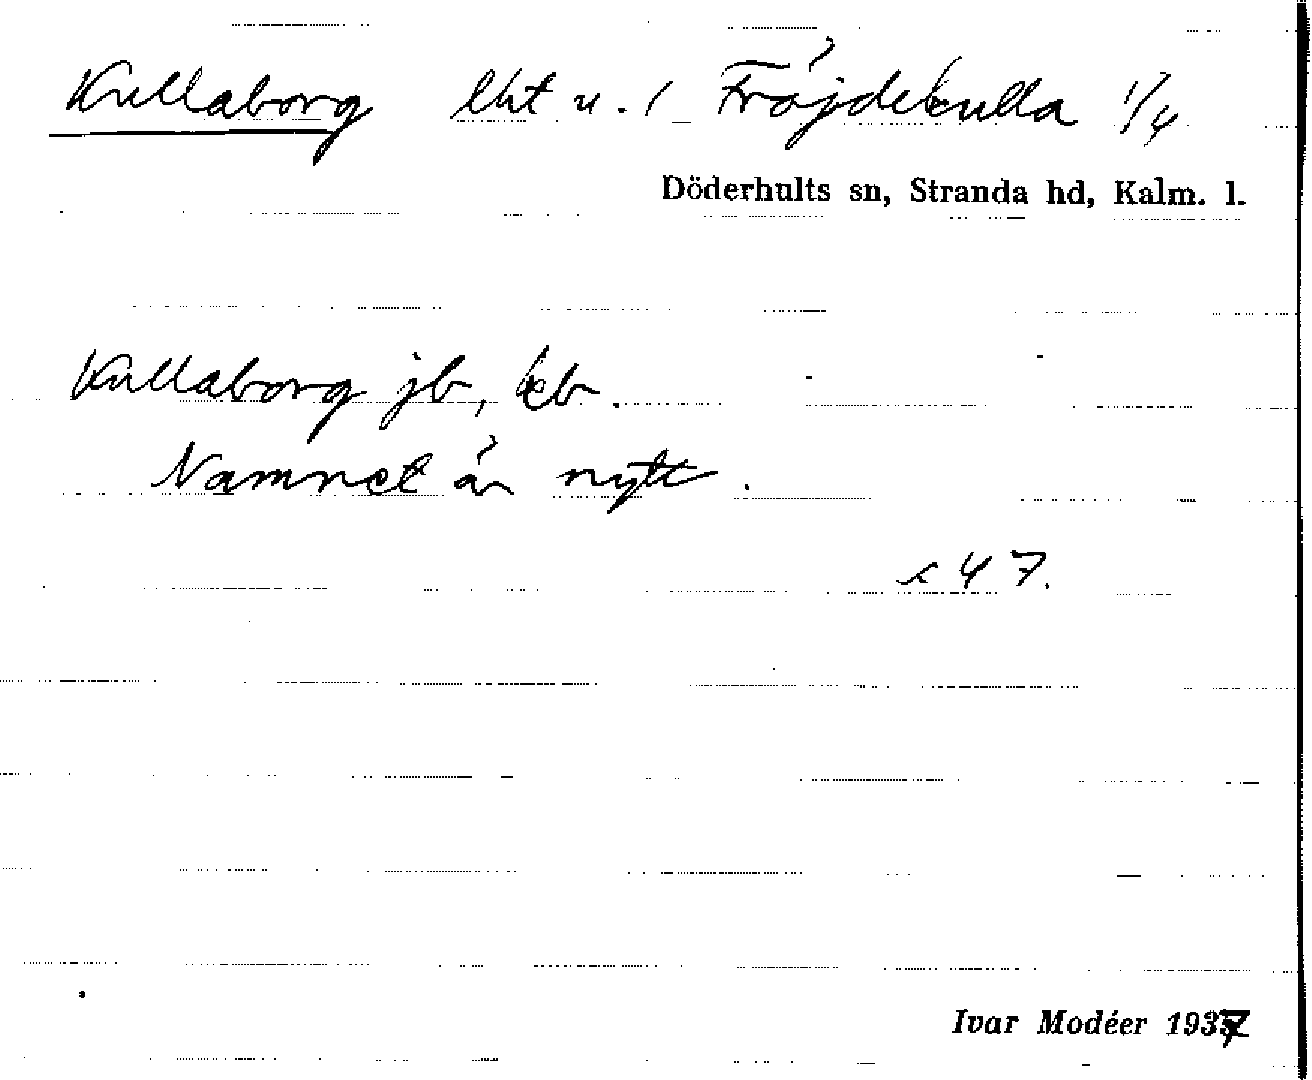 Kullaborg lht u. 1 Fröjdekulla 1/4
Döderhults sn, Stranda hd, Kalm. l.
Kullaborg jb, kb.
Namnet är nytt.
s 47.
Ivar Modéer 1937